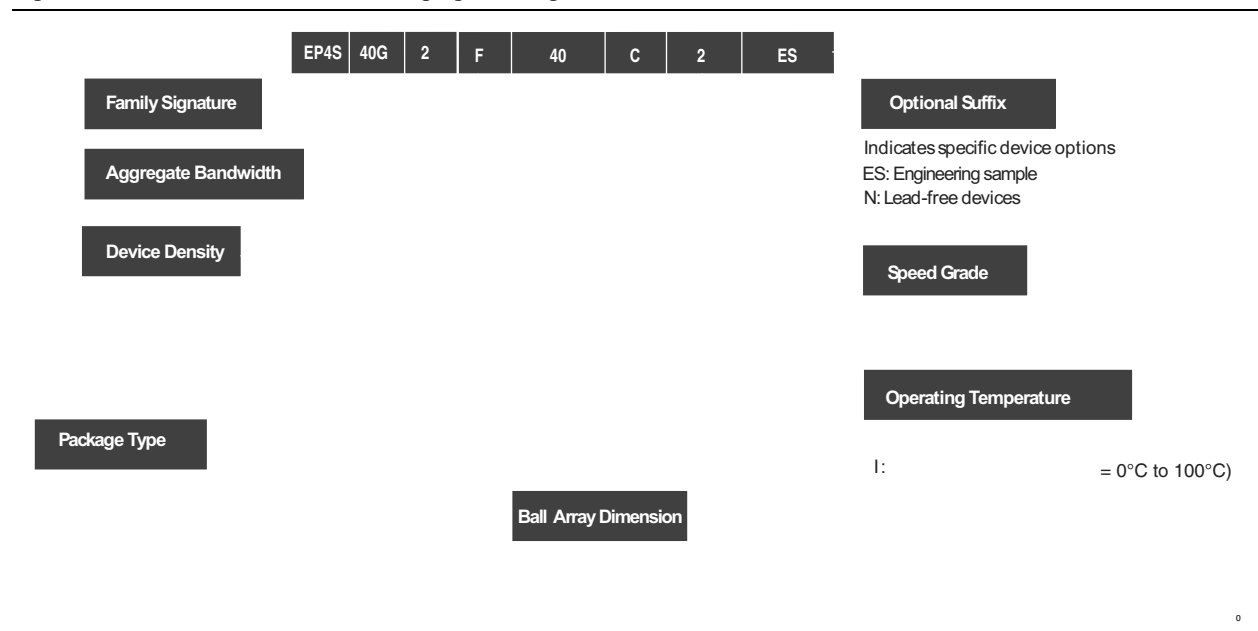 EP4S 40G 2 F 40 C 2 ES
Family Signature
Optional Suffix
Indicates specific device options
ES: Engineering sample
N: Lead-free devices
Aggregate Bandwidth
Device Density
Speed Grade
Operating Temperature
Package Type
I: = 0°C to 100°C)
Ball Array Dimension
0